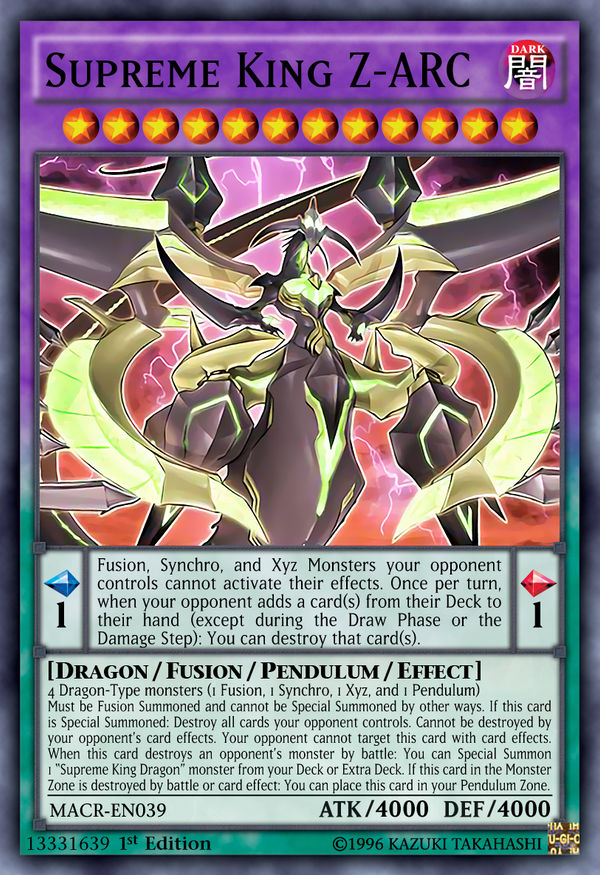 SUPREME KING Z-ARC
DARK
闇
Fusion, Synchro, and Xyz Monsters your opponent
controls cannot activate their effects. Once per turn,
when your opponent adds a card(s) from their Deck to
their hand (except during the Draw Phase or the
Damage Step): You can destroy that card(s).
1
1
[DRAGON / FUSION / PENDULUM / EFFECT]
4 Dragon-Type monsters (1 Fusion, 1 Synchro, 1 Xyz, and 1 Pendulum)
Must be Fusion Summoned and cannot be Special Summoned by other ways. If this card
is Special Summoned: Destroy all cards your opponent controls. Cannot be destroyed by
your opponent's card effects. Your opponent cannot target this card with card effects.
When this card destroys an opponent's monster by battle: You can Special Summon
1 "Supreme King Dragon" monster from your Deck or Extra Deck. If this card in the Monster
Zone is destroyed by battle or card effect: You can place this card in your Pendulum Zone.
MACR-EN039 ATK/4000 DEF/4000
13331639 1st Edition ©1996 KAZUKI TAKAHASHI